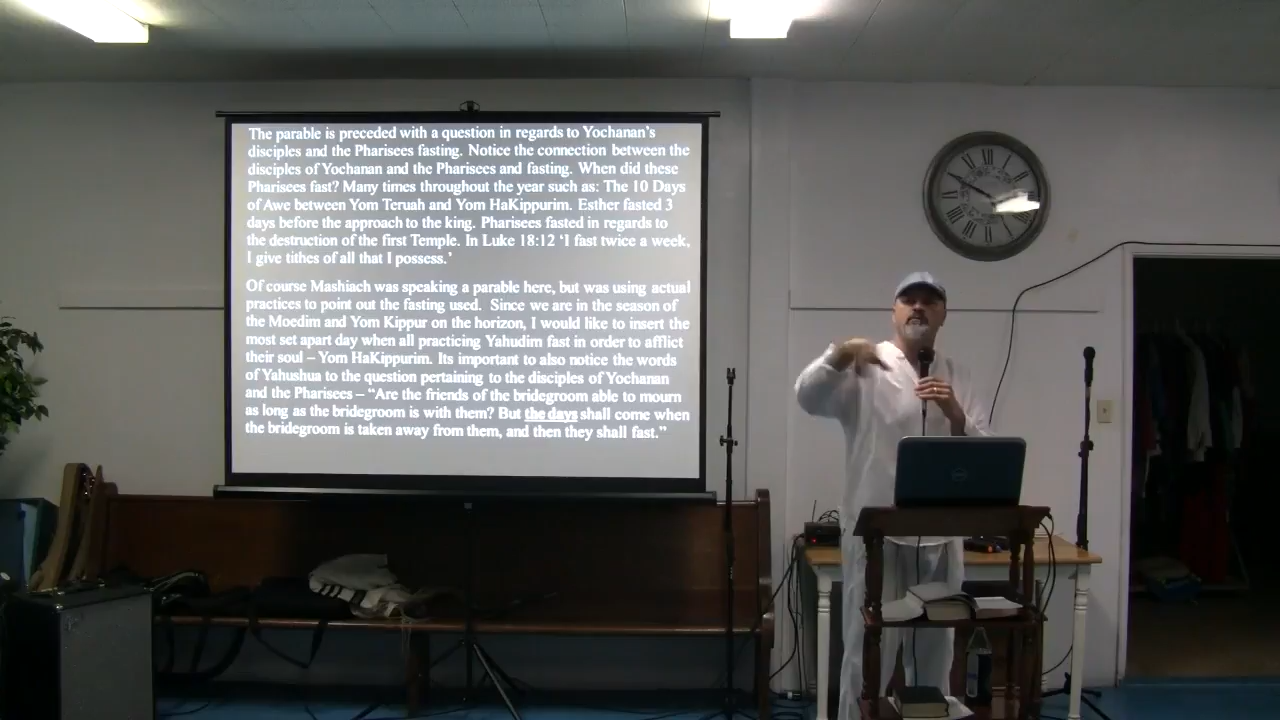 The parable is preceded with a question in regards to Yochanan's
disciples and the Pharisees fasting. Notice the connection between the
disciples of Yochanan and the Pharisees and fasting. When did these
Pharisees fast? Many times throughout the year such as: The 10 Days
of Awe between Yom Teruah and Yom HaKippurim. Esther fasted 3
days before the approach to the king. Pharisees fasted in regards to
the destruction of the first Temple. In Luke 18:12 'I fast twice a week,
I give tithes of all that I possess.'
Of course Mashiach was speaking a parable here, but was using actual
practices to point out the fasting used. Since we are in the season of
the Moedim and Yom Kippur on the horizon, I would like to insert the
most set apart day when all practicing Yahudim fast in order to afflict
their soul – Yom HaKippurim. Its important to also notice the words
of Yahushua to the question pertaining to the disciples of Yochanan
and the Pharisees – "Are the friends of the bridegroom able to mourn
as long as the bridegroom is with them? But the days shall come when
the bridegroom is taken away from them, and then they shall fast."